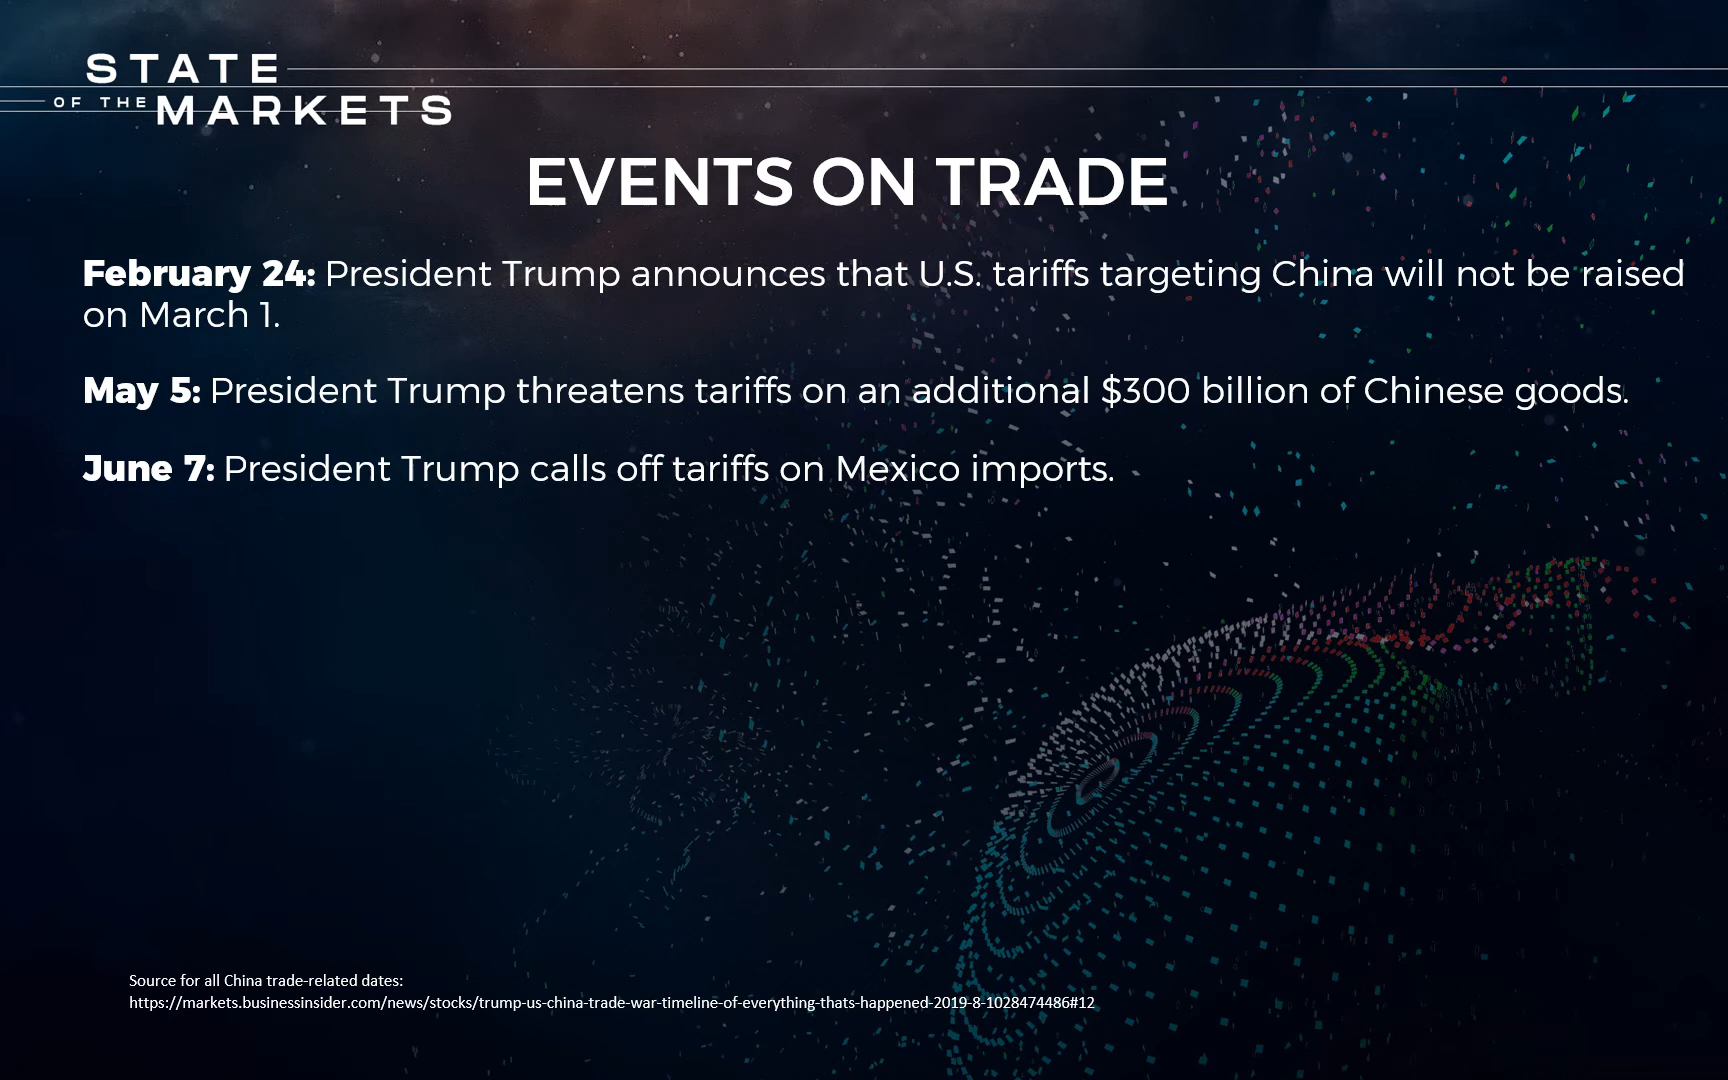 STATE
OF THE MARKETS
EVENTS ON TRADE
February 24: President Trump announces that U.S. tariffs targeting China will not be raised
on March 1.
May 5: President Trump threatens tariffs on an additional $300 billion of Chinese goods.
June 7: President Trump calls off tariffs on Mexico imports.
Source for all China trade-related dates:
https://markets.businessinsider.com/news/stocks/trump-us-china-trade-war-timeline-of-everything-thats-happened-2019-8-1028474486#12